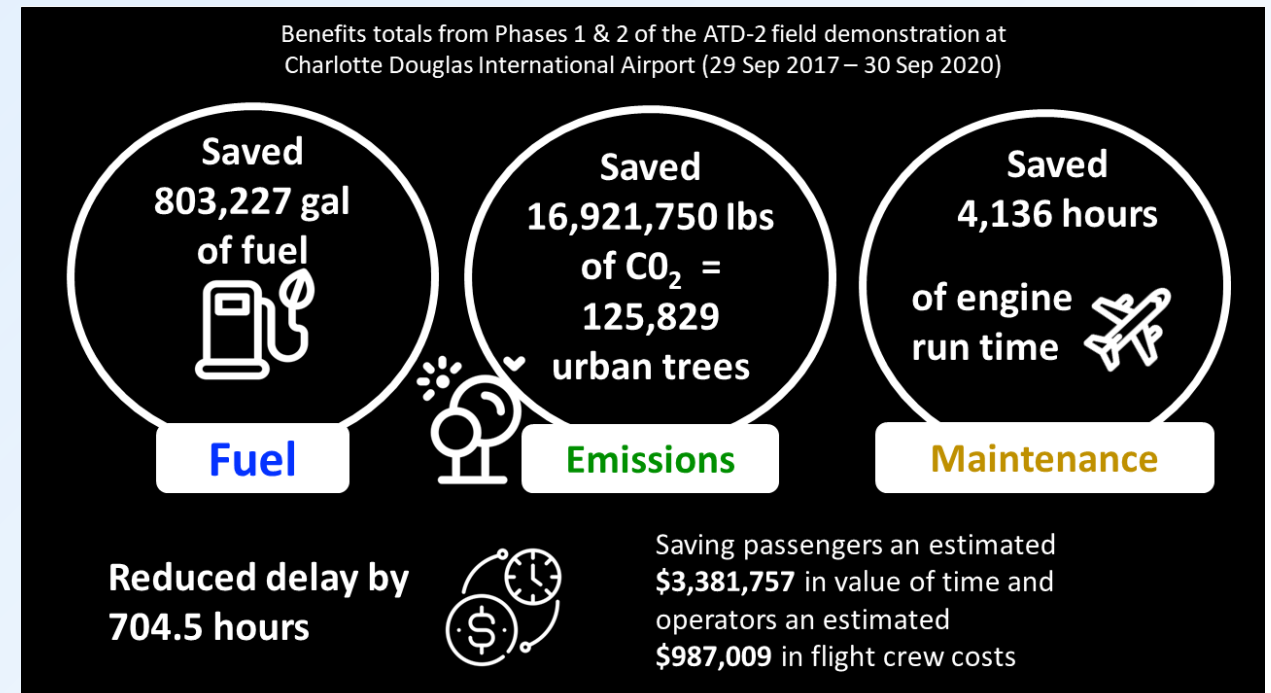 Benefits totals from Phases 1 & 2 of the ATD-2 field demonstration at
Charlotte Douglas International Airport (29 Sep 2017 – 30 Sep 2020)
Saved
803,227 gal
of fuel
Fuel
Saved
16,921,750 lbs
of C0₂ =
125,829
urban trees
Emissions
Saved
4,136 hours
of engine
run time
Maintenance
Reduced delay by
704.5 hours
$
Saving passengers an estimated
$3,381,757 in value of time and
operators an estimated
$987,009 in flight crew costs